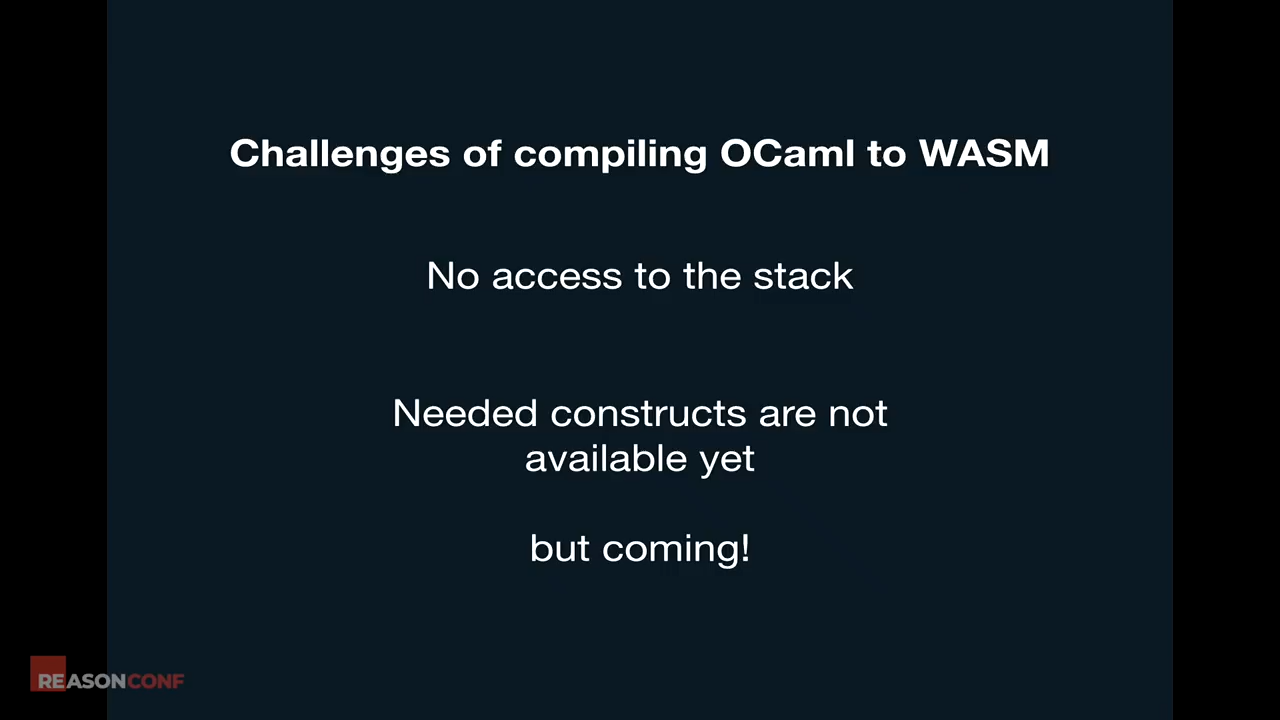 Challenges of compiling OCaml to WASM
No access to the stack
Needed constructs are not
available yet
but coming!
REASONCONF